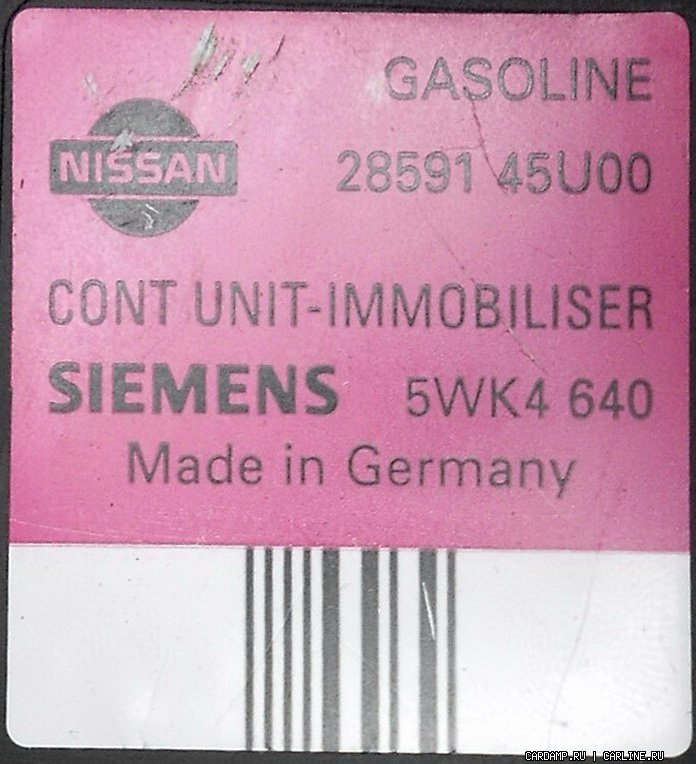 GASOLINE
NISSAN
28591 45U00
CONT UNIT-IMMOBILISER
SIEMENS 5WK4 640
Made in Germany
CARDAMP.RU | CARLINE.RU